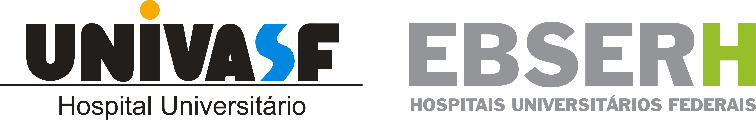 UNIVASF
Hospital Universitário
EBSERH
HOSPITAIS UNIVERSITÁRIOS FEDERAIS